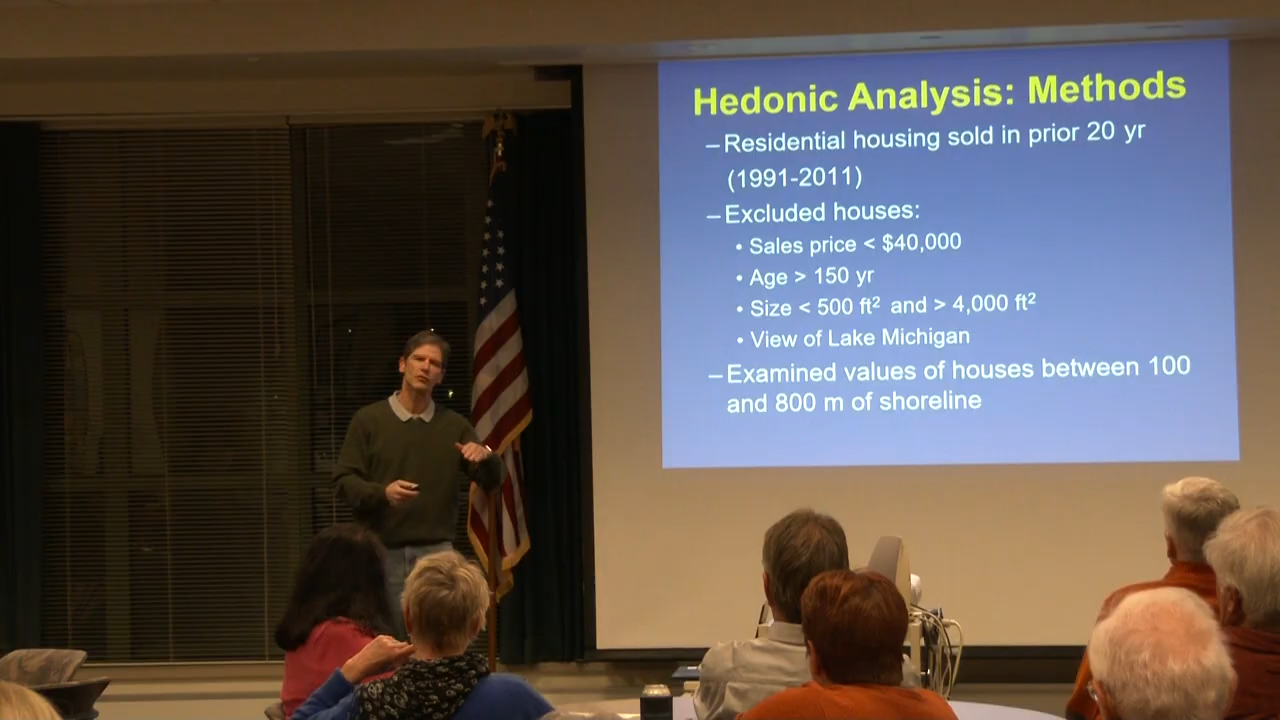 Hedonic Analysis: Methods
–Residential housing sold in prior 20 yr
(1991-2011)
–Excluded houses:
• Sales price < $40,000
• Age > 150 yr
• Size < 500 ft² and > 4,000 ft²
• View of Lake Michigan
–Examined values of houses between 100
and 800 m of shoreline